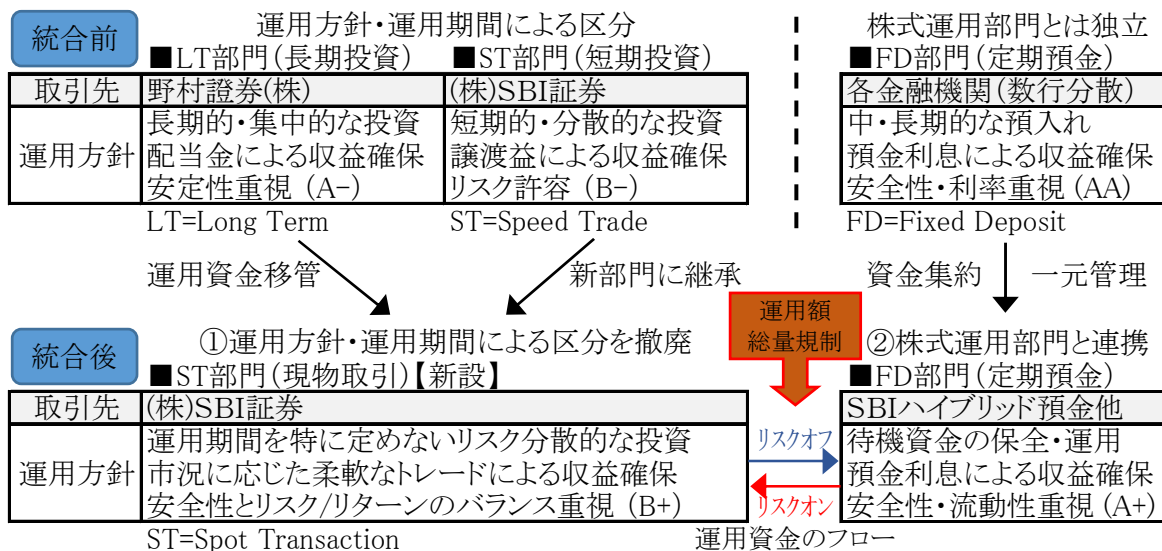 統合前
運用方針・運用期間による区分
株式運用部門とは独立
■LT部門(長期投資) ■ST部門(短期投資)
■FD部門(定期預金)
取引先 野村證券(株) (株)SBI証券
各金融機関(数行分散)
運用方針
長期的・集中的な投資
配当金による収益確保
安定性重視 (A-)
短期的・分散的な投資
譲渡益による収益確保
リスク許容 (B-)
中・長期的な預入れ
預金利息による収益確保
安全性・利率重視 (AA)
LT=Long Term
ST=Speed Trade
FD=Fixed Deposit
運用資金移管
新部門に継承
資金集約
一元管理
運用額
総量規制
統合後
①運用方針・運用期間による区分を撤廃
②株式運用部門と連携
■ST部門(現物取引)【新設】
■FD部門(定期預金)
取引先 (株)SBI証券
SBIハイブリッド預金他
運用方針
運用期間を特に定めないリスク分散的な投資
市況に応じた柔軟なトレードによる収益確保
安全性とリスク/リターンのバランス重視 (B+)
リスクオフ
リスクオン
待機資金の保全・運用
預金利息による収益確保
安全性・流動性重視 (A+)
ST=Spot Transaction
運用資金のフロー